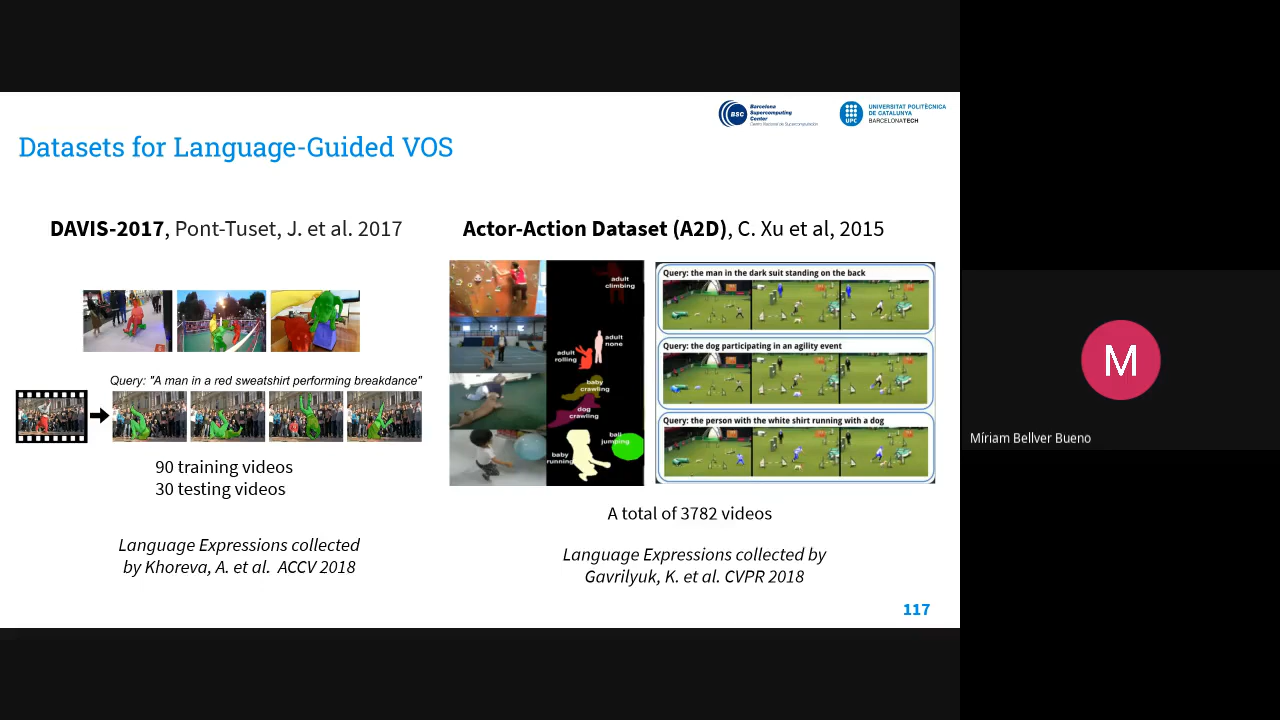 BSC
Barcelona
Supercomputing
Center
Centro Nacional de Supercomputación
UPC
UNIVERSITAT POLITÈCNICA
DE CATALUNYA
BARCELONATECH
Datasets for Language-Guided VOS
DAVIS-2017, Pont-Tuset, J. et al. 2017
Query: "A man in a red sweatshirt performing breakdance"
90 training videos
30 testing videos
Language Expressions collected
by Khoreva, A. et al. ACCV 2018
Actor-Action Dataset (A2D), C. Xu et al, 2015
adult
climbing
adult
none
adult
rolling
baby
crawling
dog
crawling
ball
jumping
baby
running
Query: the man in the dark suit standing on the back
Query: the dog participating in an agility event
Query: the person with the white shirt running with a dog
A total of 3782 videos
Language Expressions collected by
Gavrilyuk, K. et al. CVPR 2018
117
M
Míriam Bellver Bueno